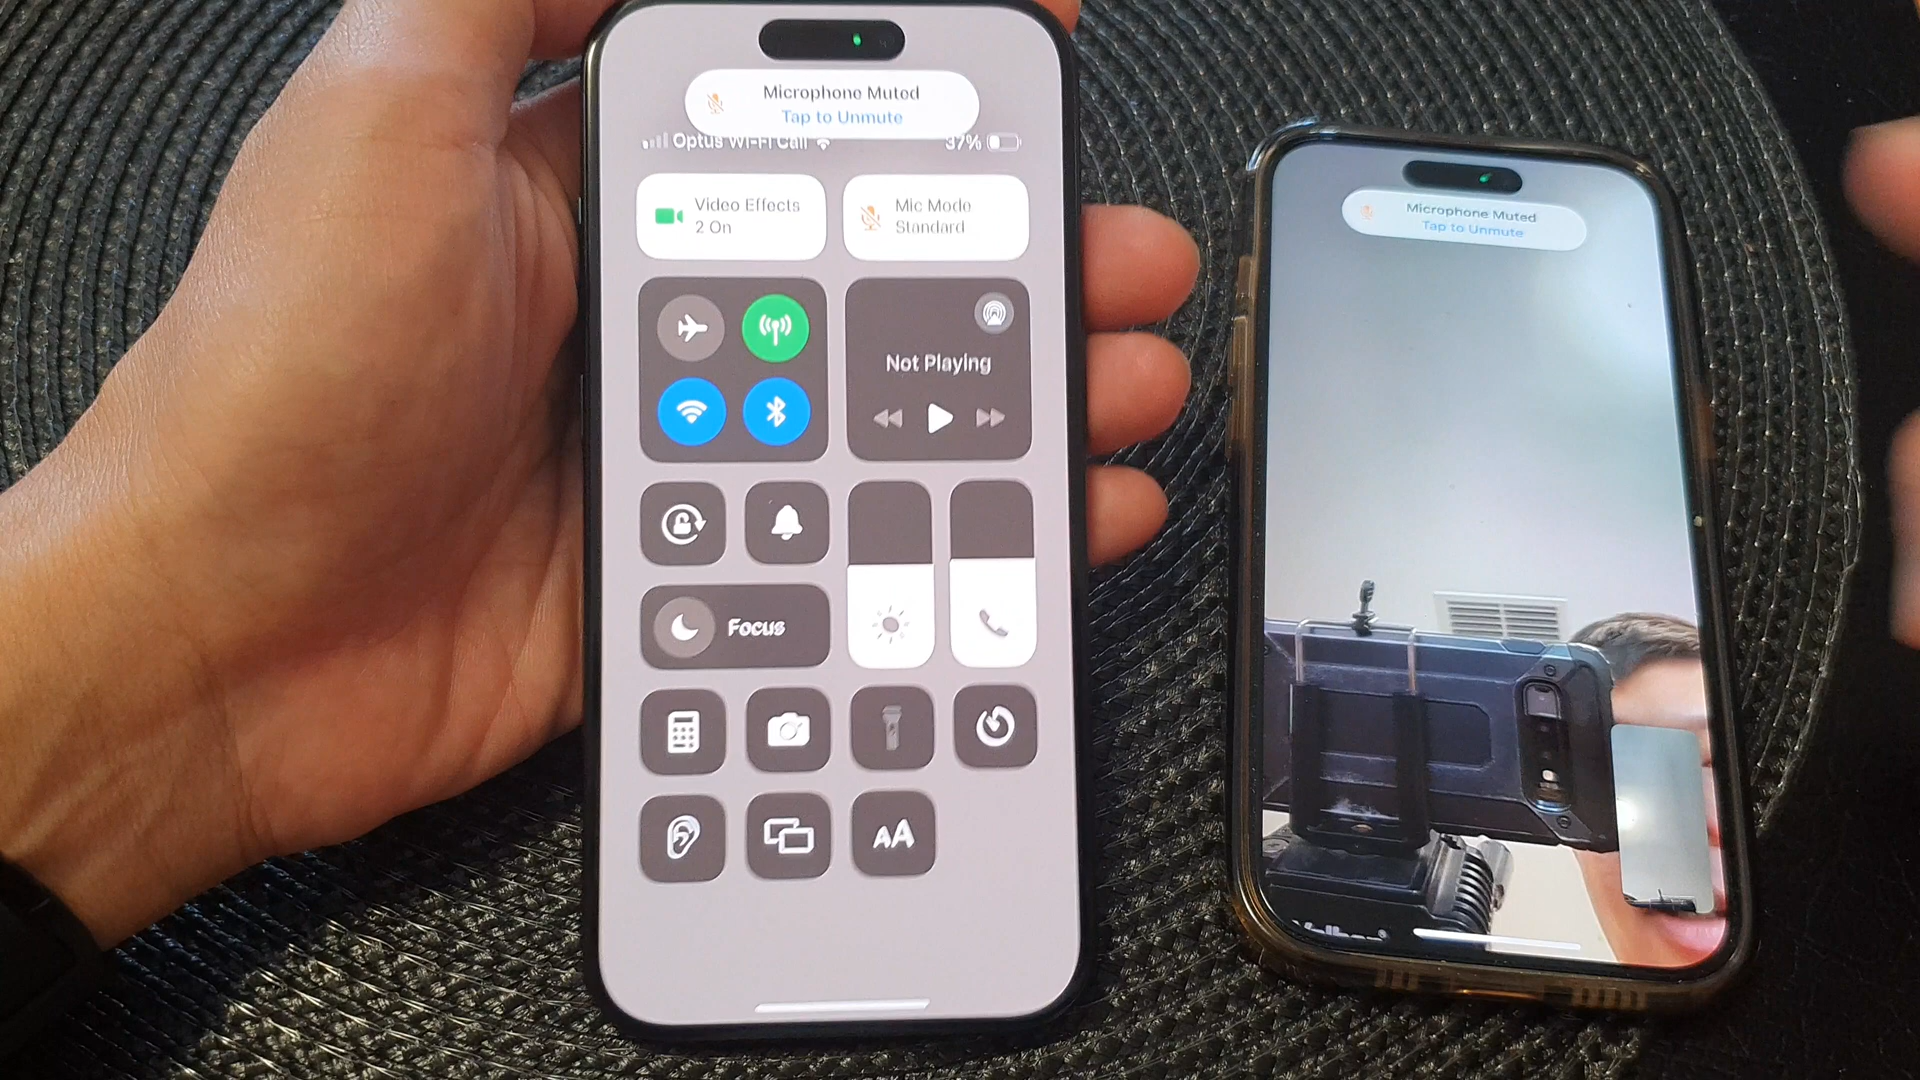 Microphone Muted
Tap to Unmute
Optus Wi-Fi Call
37%
Video Effects
2 On
Mic Mode
Standard
Not Playing
Focus
AA
Microphone Muted
Tap to Unmute